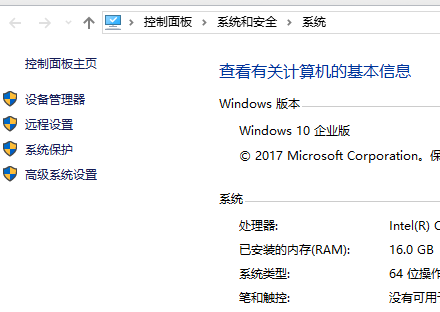 控制面板 > 系统和安全 > 系统
控制面板主页
设备管理器
远程设置
系统保护
高级系统设置
查看有关计算机的基本信息
Windows 版本
Windows 10 企业版
© 2017 Microsoft Corporation。保
系统
处理器: Intel(R) C
已安装的内存(RAM): 16.0 GB
系统类型: 64 位操作
笔和触控: 没有可用于